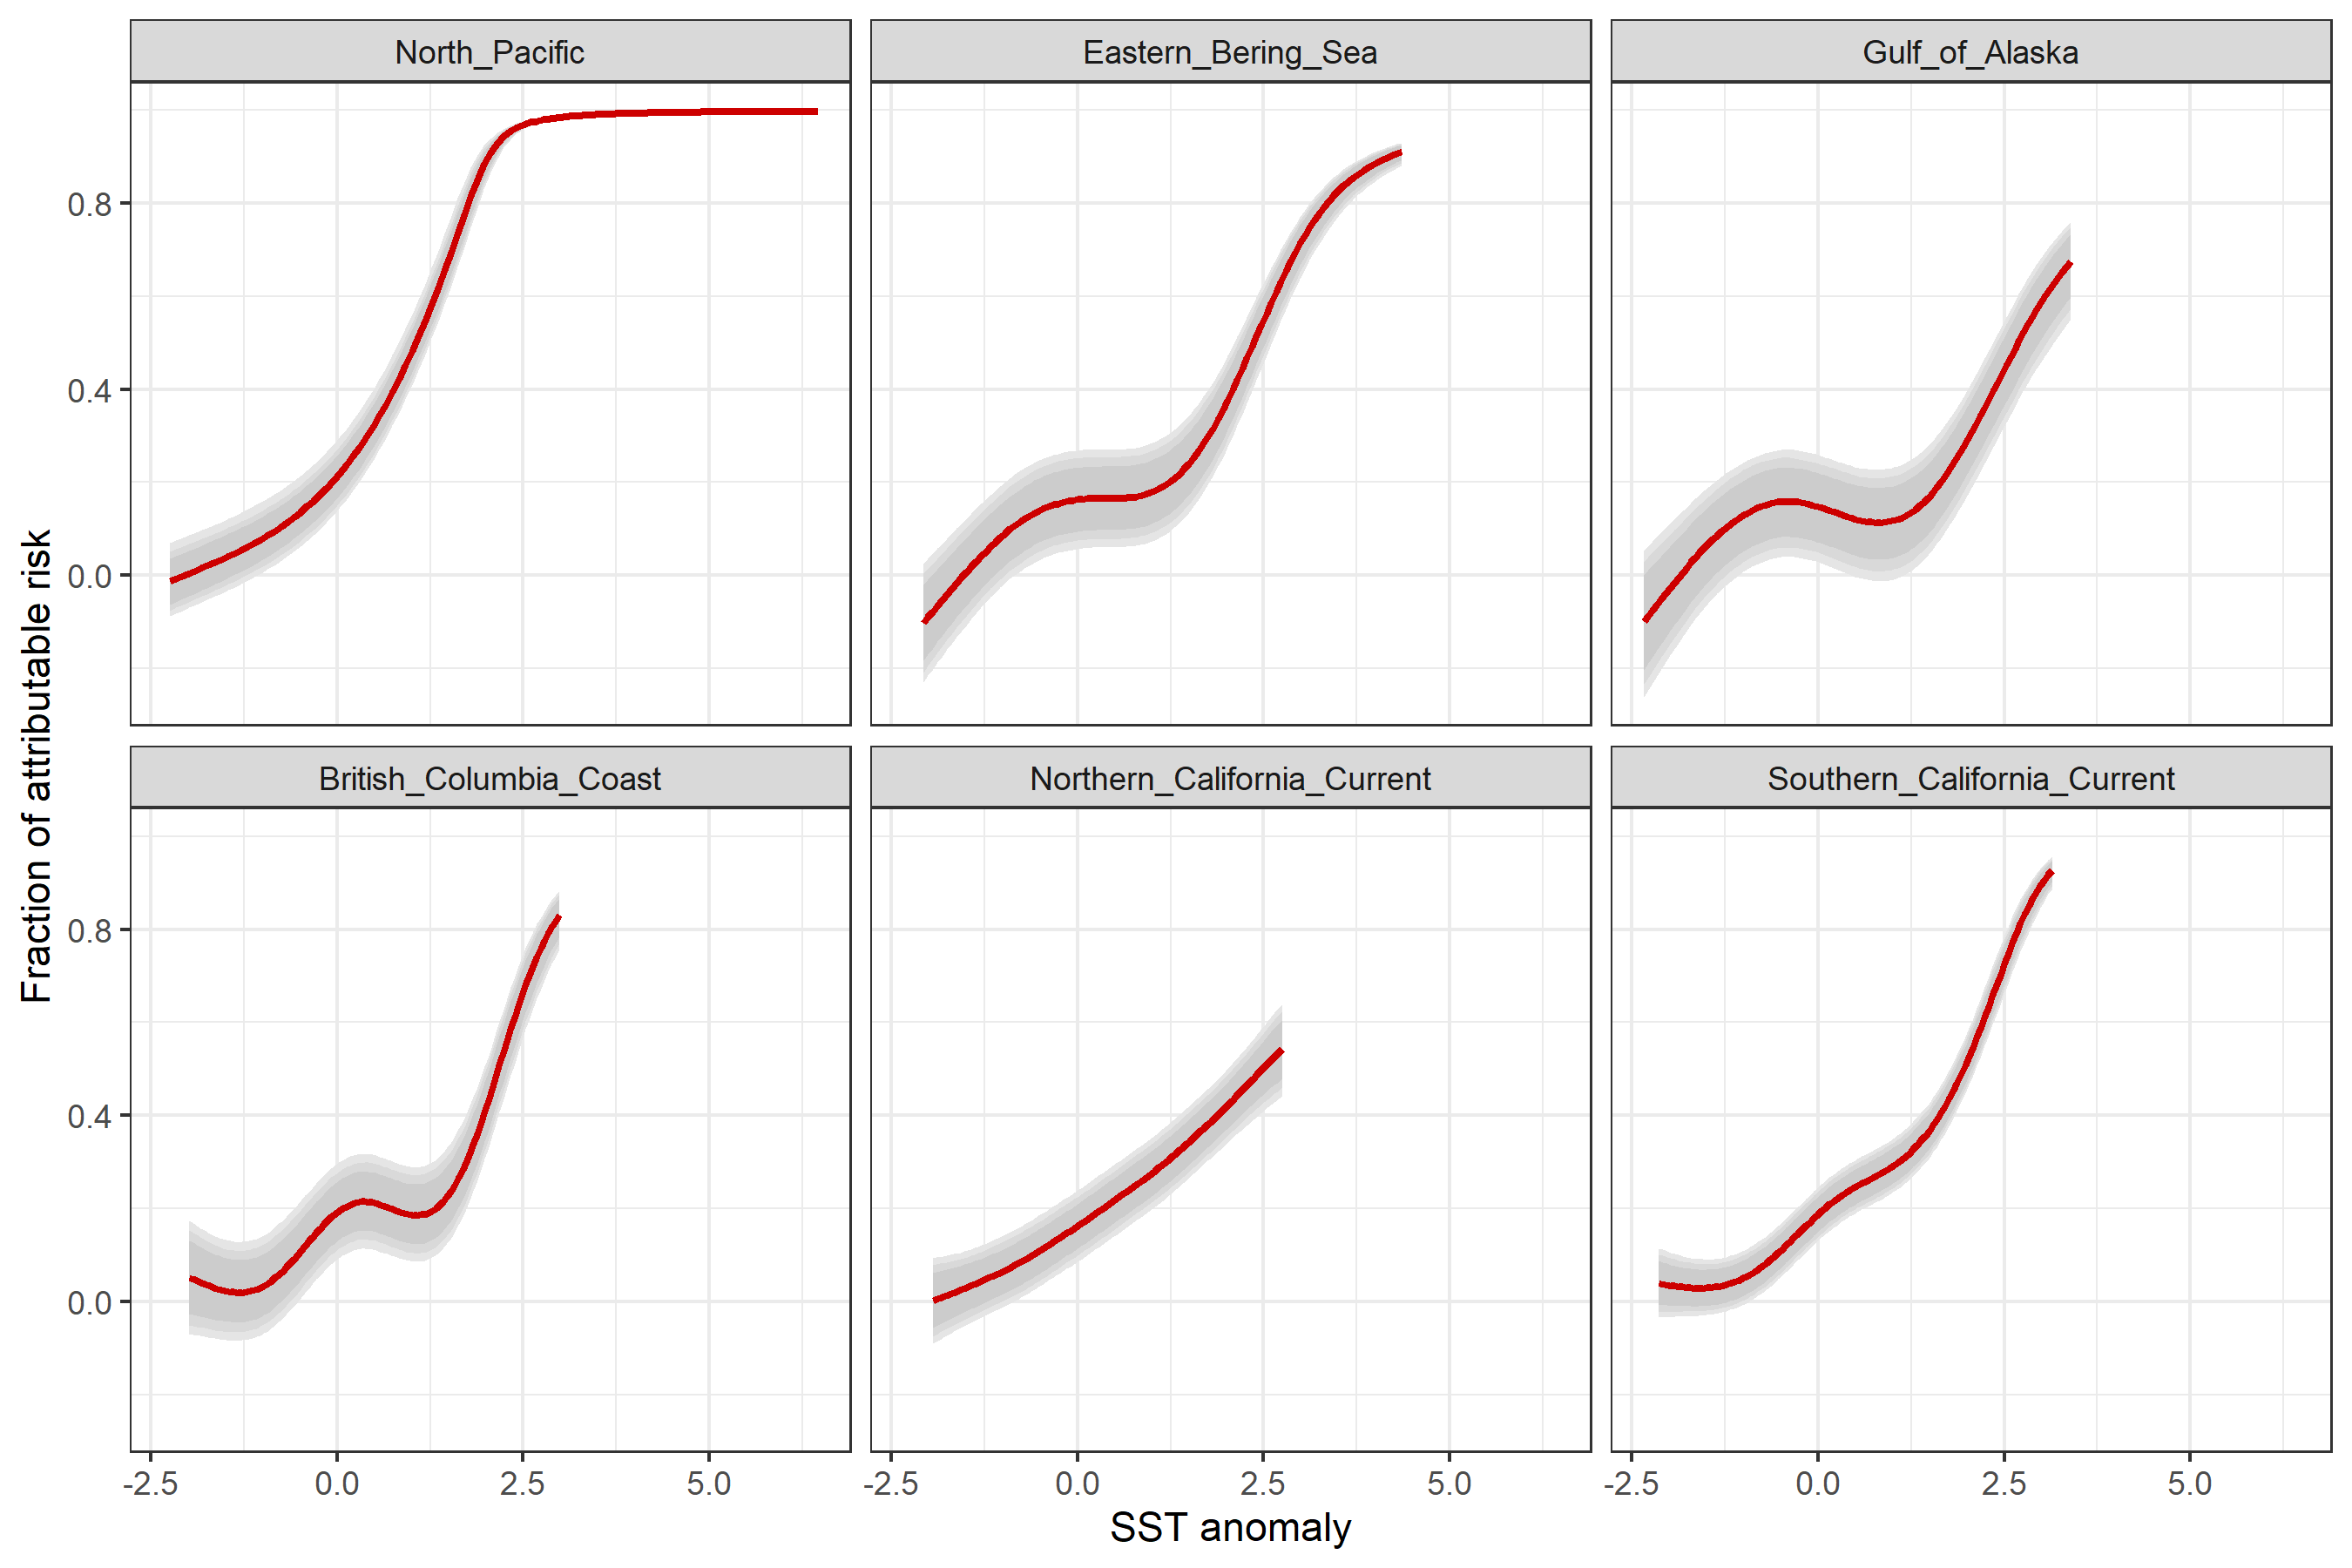 North_Pacific
Eastern_Bering_Sea
Gulf_of_Alaska
0.8
0.4
0.0
Fraction of attributable risk
British_Columbia_Coast
Northern_California_Current
Southern_California_Current
0.8
0.4
0.0
-2.5 0.0 2.5 5.0
-2.5 0.0 2.5 5.0
-2.5 0.0 2.5 5.0
SST anomaly